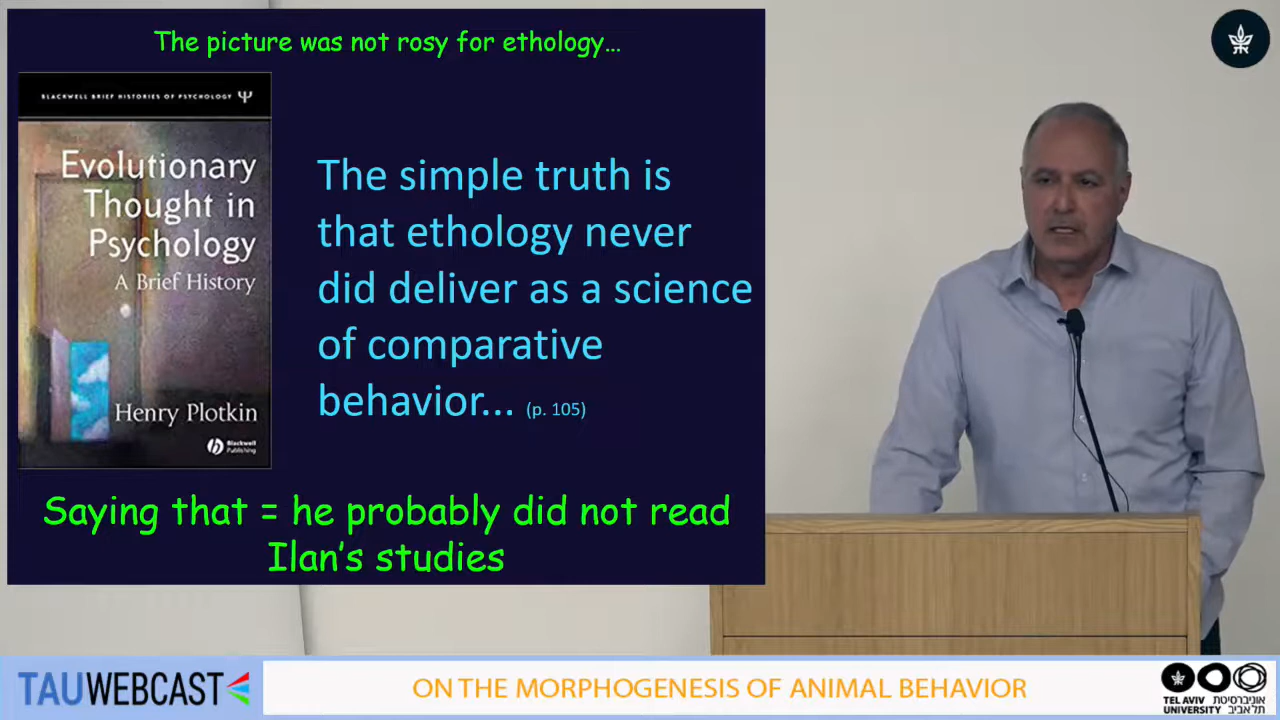 The picture was not rosy for ethology…
BLACKWELL BRIEF HISTORIES OF PSYCHOLOGY Ψ
Evolutionary
Thought in
Psychology
A Brief History
Henry Plotkin
Blackwell
Publishing
The simple truth is
that ethology never
did deliver as a science
of comparative
behavior... (p. 105)
Saying that = he probably did not read
Ilan's studies
TAUWEBCAST
ON THE MORPHOGENESIS OF ANIMAL BEHAVIOR
TEL AVIV אוניברסיטת
UNIVERSITY תל אביב